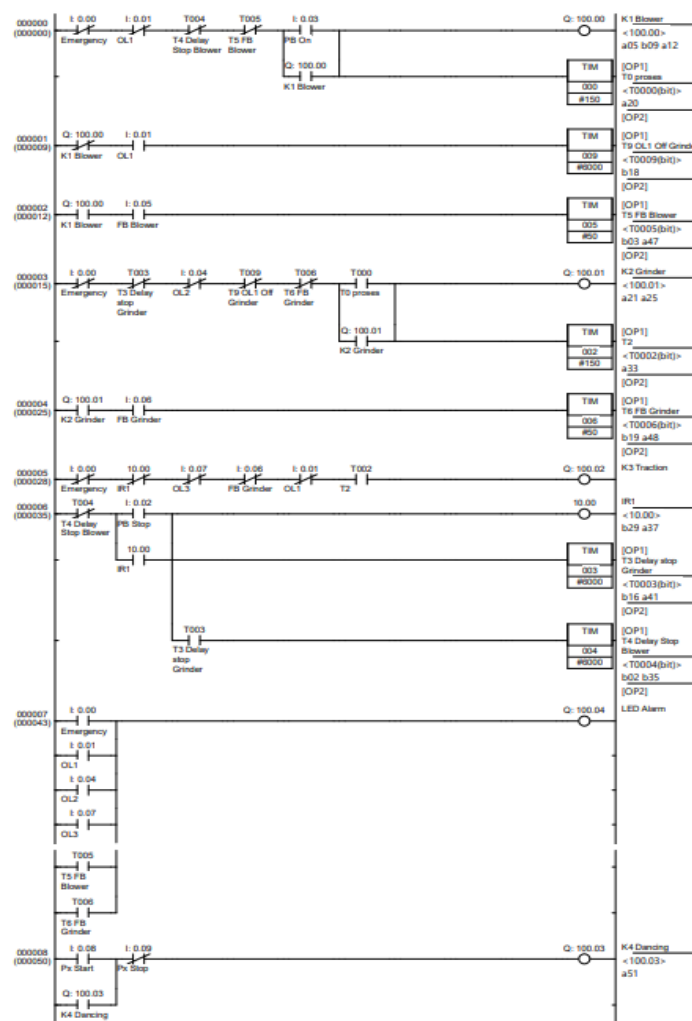 000000
(000000)
I: 0.00
I: 0.01
T004
T005
I: 0.03
Q: 100.00
K1 Blower
Emergency
OL1
T4 Delay
Stop Blower
T5 FB
Blower
PB On
<100.00>
a05 b09 a12
Q: 100.00
K1 Blower
TIM
000
#150
[OP1]
T0 proses
<T0000(bit)>
a20
[OP2]
000001
(000009)
Q: 100.00
I: 0.01
K1 Blower
OL1
TIM
009
#6000
[OP1]
T9 OL1 Off Grinde
<T0009(bit)>
b18
[OP2]
000002
(000012)
Q: 100.00
I: 0.05
K1 Blower
FB Blower
TIM
005
#50
[OP1]
T5 FB Blower
<T0005(bit)>
b03 a47
[OP2]
000003
(000015)
I: 0.00
T003
I: 0.04
T009
T006
T000
Q: 100.01
K2 Grinder
Emergency
T3 Delay
stop
Grinder
OL2
T9 OL1 Off
Grinder
T6 FB
Grinder
T0 proses
<100.01>
a21 a25
Q: 100.01
K2 Grinder
TIM
002
#150
[OP1]
T2
<T0002(bit)>
a33
[OP2]
000004
(000025)
Q: 100.01
I: 0.06
K2 Grinder
FB Grinder
TIM
006
#50
[OP1]
T6 FB Grinder
<T0006(bit)>
b19 a48
[OP2]
000005
(000028)
I: 0.00
10.00
I: 0.07
I: 0.06
I: 0.01
T002
Q: 100.02
K3 Traction
Emergency
IR1
OL3
FB Grinder
OL1
T2
000006
(000035)
T004
I: 0.02
10.00
IR1
T4 Delay
Stop Blower
PB Stop
<10.00>
b29 a37
10.00
IR1
TIM
003
#6000
[OP1]
T3 Delay stop
Grinder
<T0003(bit)>
b16 a41
[OP2]
T003
T3 Delay
stop
Grinder
TIM
004
#6000
[OP1]
T4 Delay Stop
Blower
<T0004(bit)>
b02 b35
[OP2]
000007
(000043)
I: 0.00
Q: 100.04
LED Alarm
Emergency
I: 0.01
OL1
I: 0.04
OL2
I: 0.07
OL3
T005
T5 FB
Blower
T006
T6 FB
Grinder
000008
(000050)
I: 0.08
I: 0.09
Q: 100.03
K4 Dancing
Px Start
Px Stop
<100.03>
a51
Q: 100.03
K4 Dancing